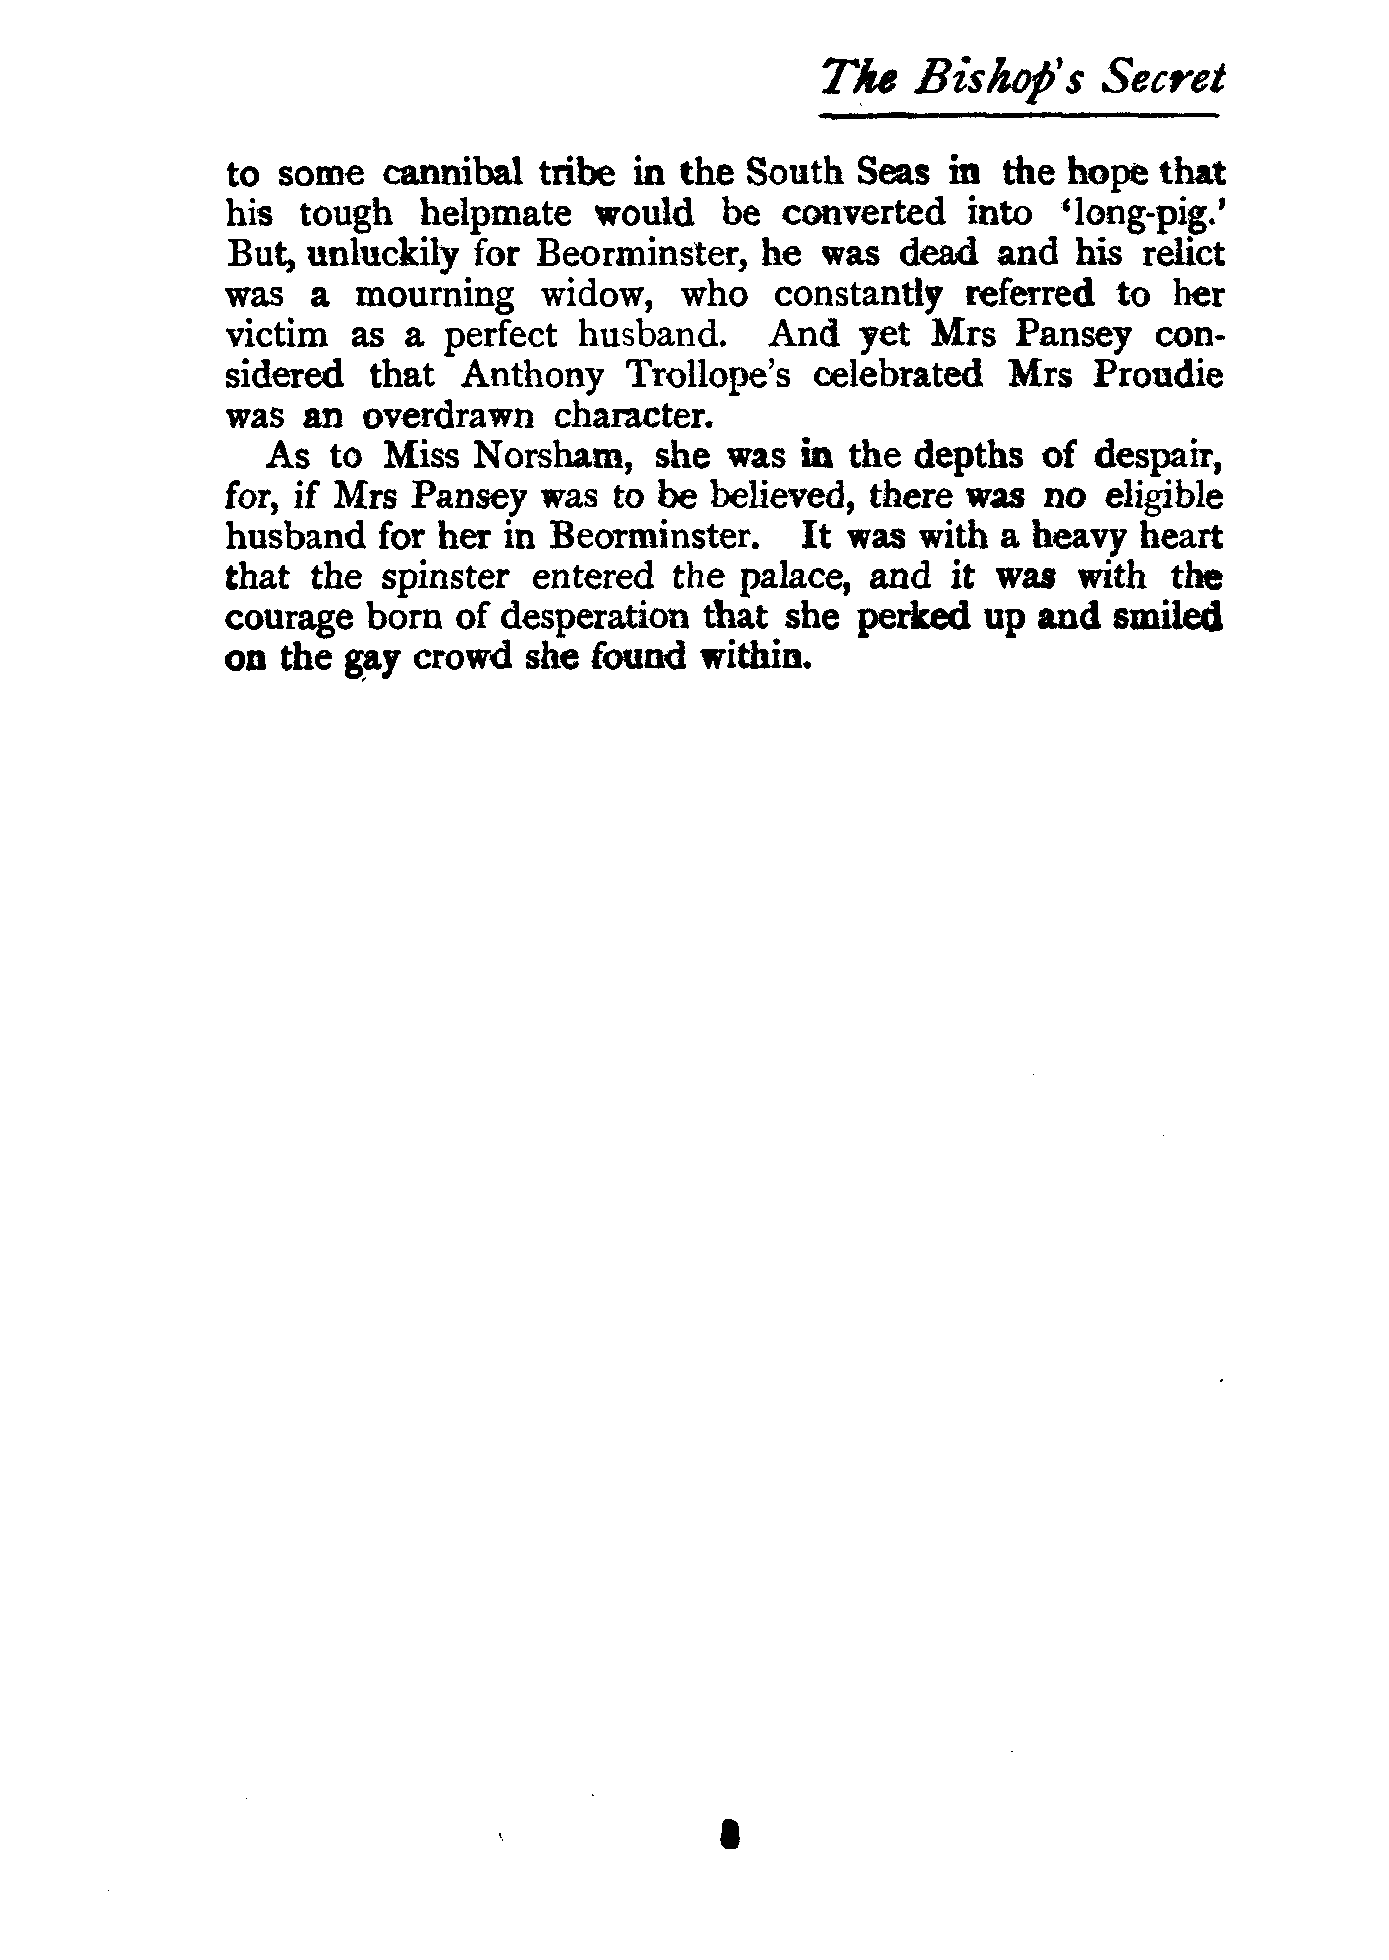 The Bishop's Secret
to some cannibal tribe in the South Seas in the hope that
his tough helpmate would be converted into 'long-pig.'
But, unluckily for Beorminster, he was dead and his relict
was a mourning widow, who constantly referred to her
victim as a perfect husband. And yet Mrs Pansey con-
sidered that Anthony Trollope's celebrated Mrs Proudie
was an overdrawn character.
As to Miss Norsham, she was in the depths of despair,
for, if Mrs Pansey was to be believed, there was no eligible
husband for her in Beorminster. It was with a heavy heart
that the spinster entered the palace, and it was with the
courage born of desperation that she perked up and smiled
on the gay crowd she found within.
8